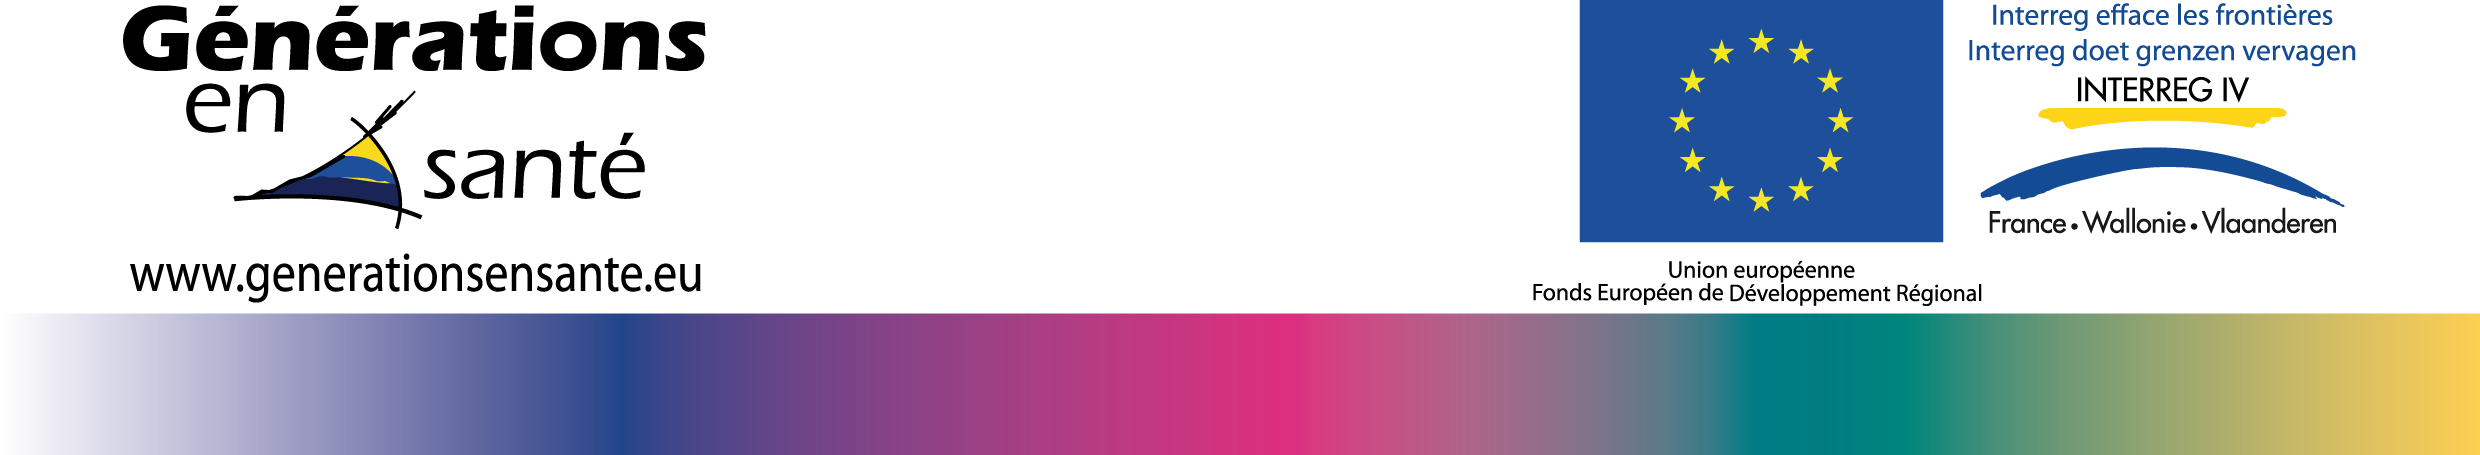 Générations
en
santé
www.generationsensante.eu
Union européenne
Fonds Européen de Développement Régional
Interreg efface les frontières
Interreg doet grenzen vervagen
INTERREG IV
France • Wallonie • Vlaanderen